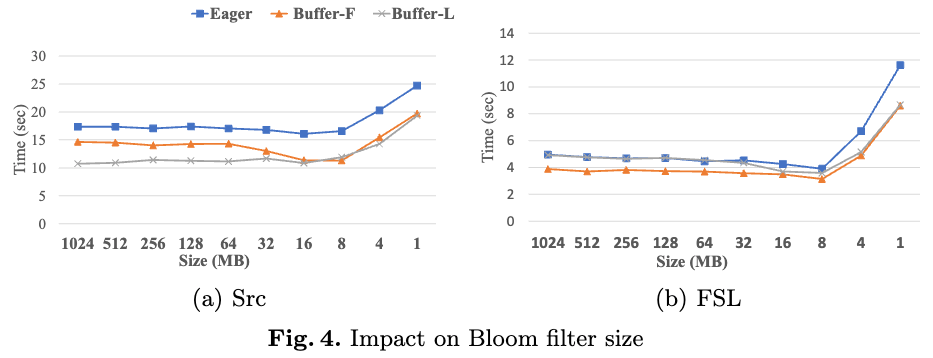 Eager Buffer-F Buffer-L
30
25
20
15
10
5
0
Time (sec)
1024 512 256 128 64 32 16 8 4 1
Size (MB)
(a) Src
14
12
10
8
6
4
2
0
Time (sec)
1024 512 256 128 64 32 16 8 4 1
Size (MB)
(b) FSL
Fig. 4. Impact on Bloom filter size